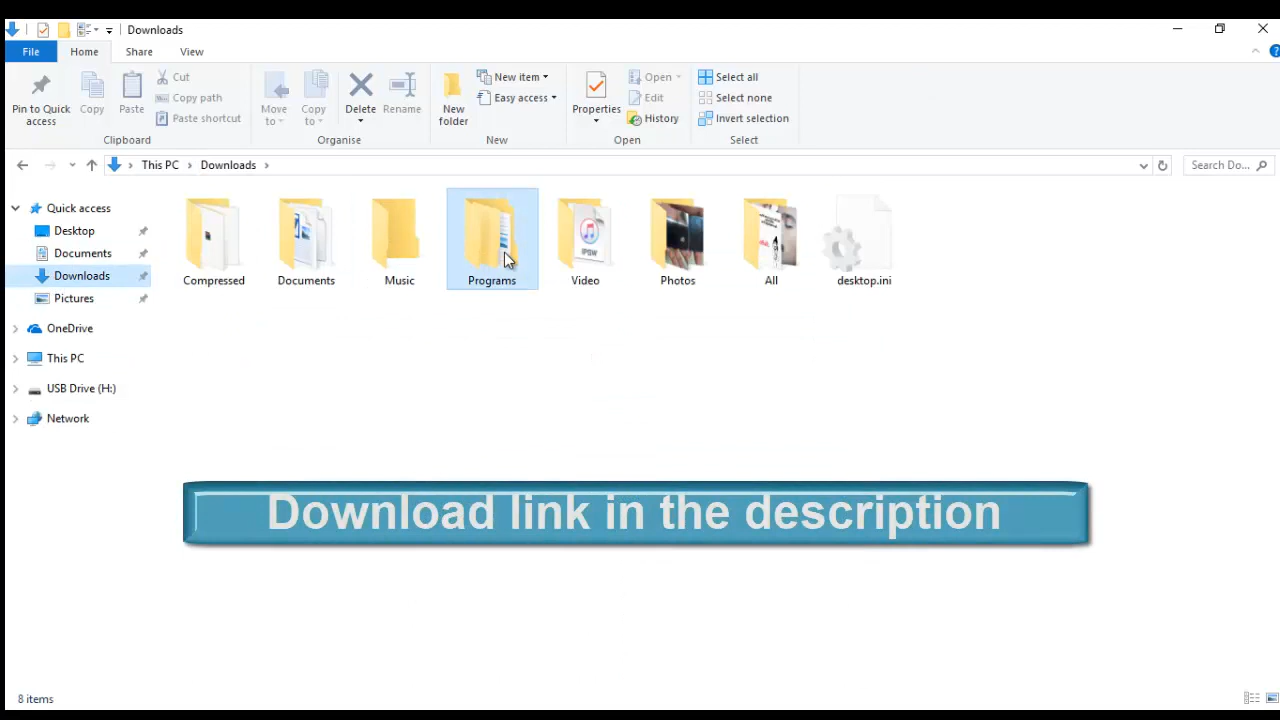 Downloads
File Home Share View
Pin to Quick access
Copy
Paste
Cut
Copy path
Paste shortcut
Clipboard
Move to
Copy to
Delete
Rename
Organise
New folder
New item
Easy access
New
Properties
Open
Edit
History
Open
Select all
Select none
Invert selection
Select
This PC Downloads
Search Do...
Quick access
Desktop
Documents
Downloads
Pictures
OneDrive
This PC
USB Drive (H:)
Network
IPSW
Compressed Documents Music Programs Video Photos All desktop.ini
Download link in the description
8 items